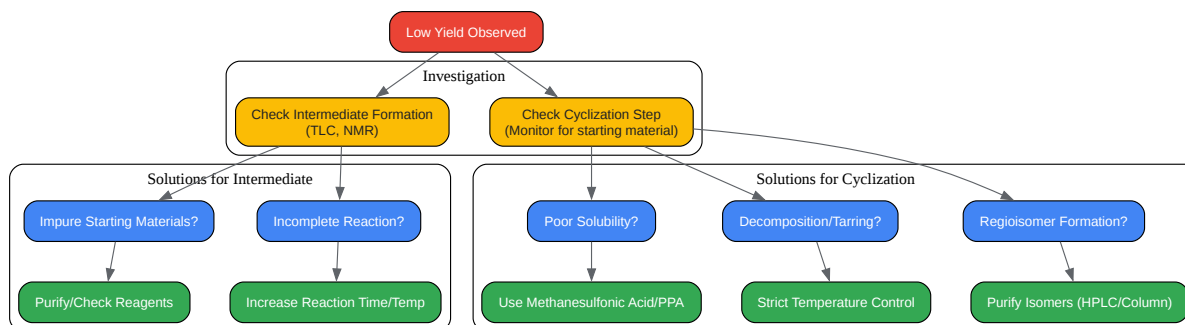 Low Yield Observed
Investigation
Check Intermediate Formation
(TLC, NMR)
Check Cyclization Step
(Monitor for starting material)
Solutions for Intermediate
Solutions for Cyclization
Impure Starting Materials?
Incomplete Reaction?
Poor Solubility?
Decomposition/Tarring?
Regioisomer Formation?
Purify/Check Reagents
Increase Reaction Time/Temp
Use Methanesulfonic Acid/PPA
Strict Temperature Control
Purify Isomers (HPLC/Column)